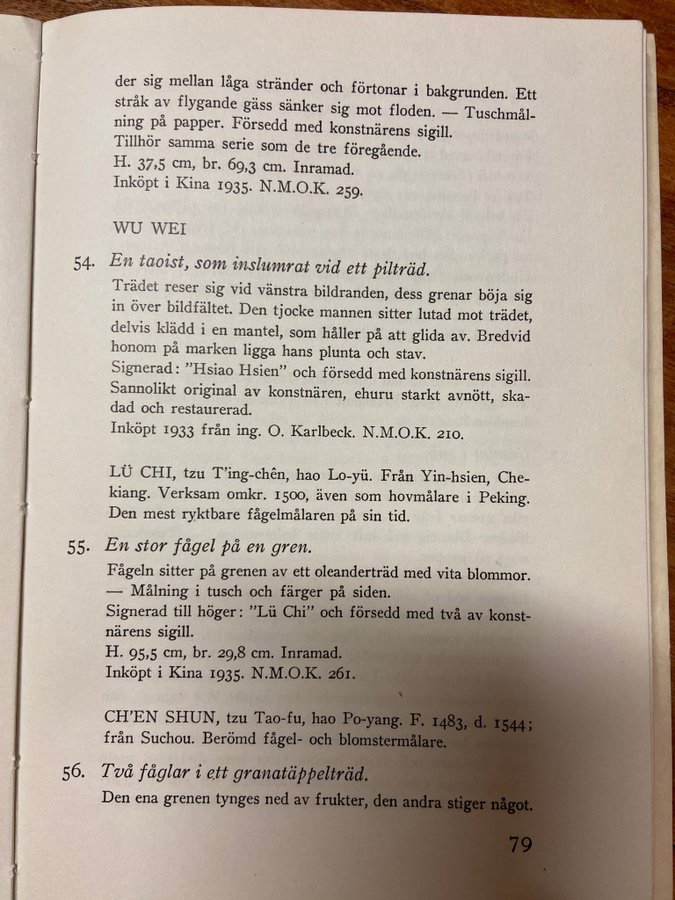 der sig mellan låga stränder och förtonar i bakgrunden. Ett
stråk av flygande gäss sänker sig mot floden. — Tuschmål-
ning på papper. Försedd med konstnärens sigill.
Tillhör samma serie som de tre föregående.
H. 37,5 cm, br. 69,3 cm. Inramad.
Inköpt i Kina 1935. N.M.O.K. 259.
WU WEI
54. En taoist, som inslumrat vid ett pilträd.
Trädet reser sig vid vänstra bildranden, dess grenar böja sig
in över bildfältet. Den tjocke mannen sitter lutad mot trädet,
delvis klädd i en mantel, som håller på att glida av. Bredvid
honom på marken ligga hans plunta och stav.
Signerad: ”Hsiao Hsien” och försedd med konstnärens sigill.
Sannolikt original av konstnären, ehuru starkt avnött, ska-
dad och restaurerad.
Inköpt 1933 från ing. O. Karlbeck. N.M.O.K. 210.
LÜ CHI, tzu T'ing-chên, hao Lo-yü. Från Yin-hsien, Che-
kiang. Verksam omkr. 1500, även som hovmålare i Peking.
Den mest ryktbare fågelmålaren på sin tid.
55. En stor fågel på en gren.
Fågeln sitter på grenen av ett oleanderträd med vita blommor.
— Målning i tusch och färger på siden.
Signerad till höger: ”Lü Chi” och försedd med två av konst-
närens sigill.
H. 95,5 cm, br. 29,8 cm. Inramad.
Inköpt i Kina 1935. N.M.O.K. 261.
CH'EN SHUN, tzu Tao-fu, hao Po-yang. F. 1483, d. 1544;
från Suchou. Berömd fågel- och blomstermålare.
56. Två fåglar i ett granatäppelträd.
Den ena grenen tynges ned av frukter, den andra stiger något.
79